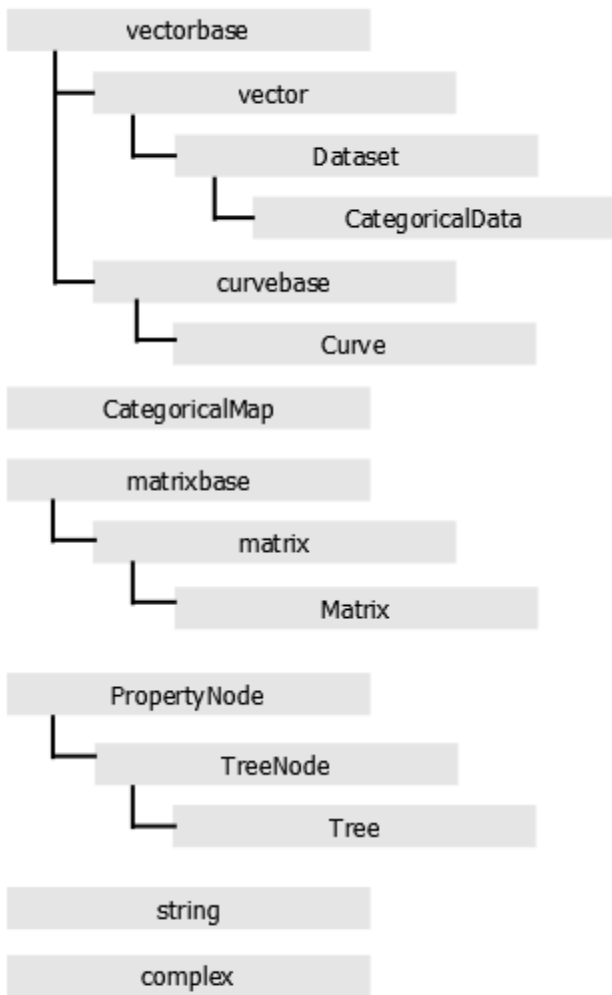 vectorbase
vector
Dataset
CategoricalData
curvebase
Curve
CategoricalMap
matrixbase
matrix
Matrix
PropertyNode
TreeNode
Tree
string
complex